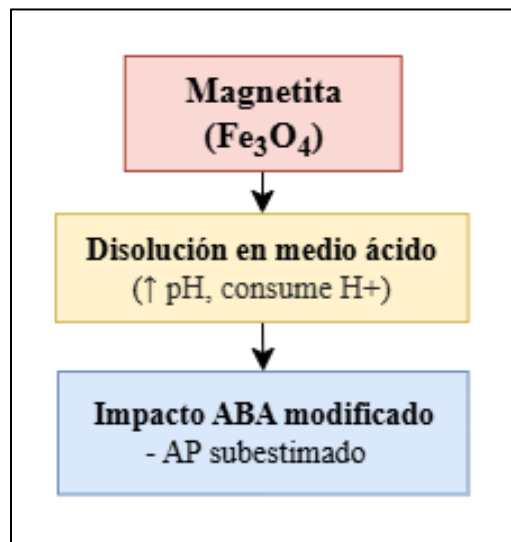 Magnetita
(Fe₃O₄)
Disolución en medio ácido
(↑ pH, consume H+)
Impacto ABA modificado
- AP subestimado